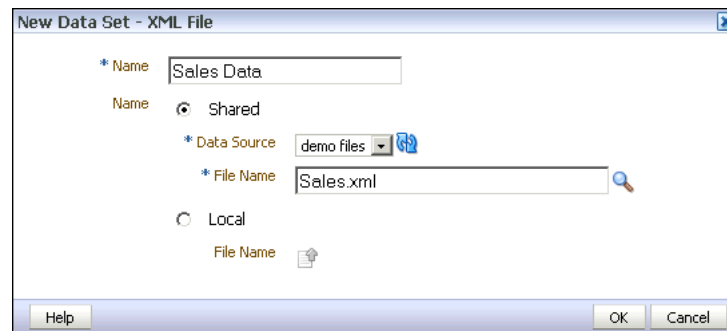 New Data Set - XML File
* Name Sales Data
Name Shared
* Data Source demo files
* File Name Sales.xml
Local
File Name
Help OK Cancel